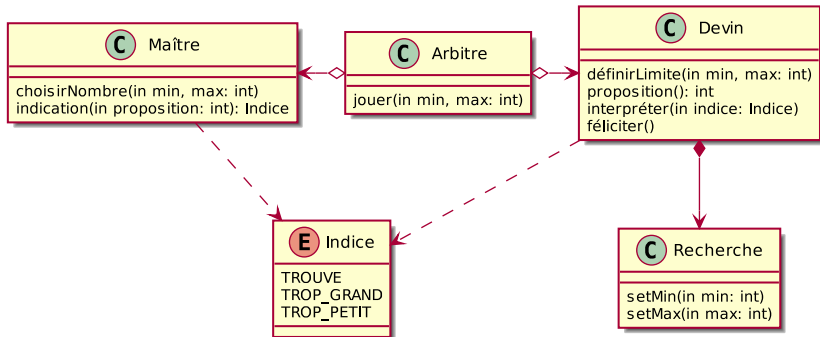 C Maître
choisirNombre(in min, max: int)
indication(in proposition: int): Indice
C Arbitre
jouer(in min, max: int)
C Devin
définirLimite(in min, max: int)
proposition(): int
interpréter(in indice: Indice)
féliciter()
E Indice
TROUVE
TROP_GRAND
TROP_PETIT
C Recherche
setMin(in min: int)
setMax(in max: int)